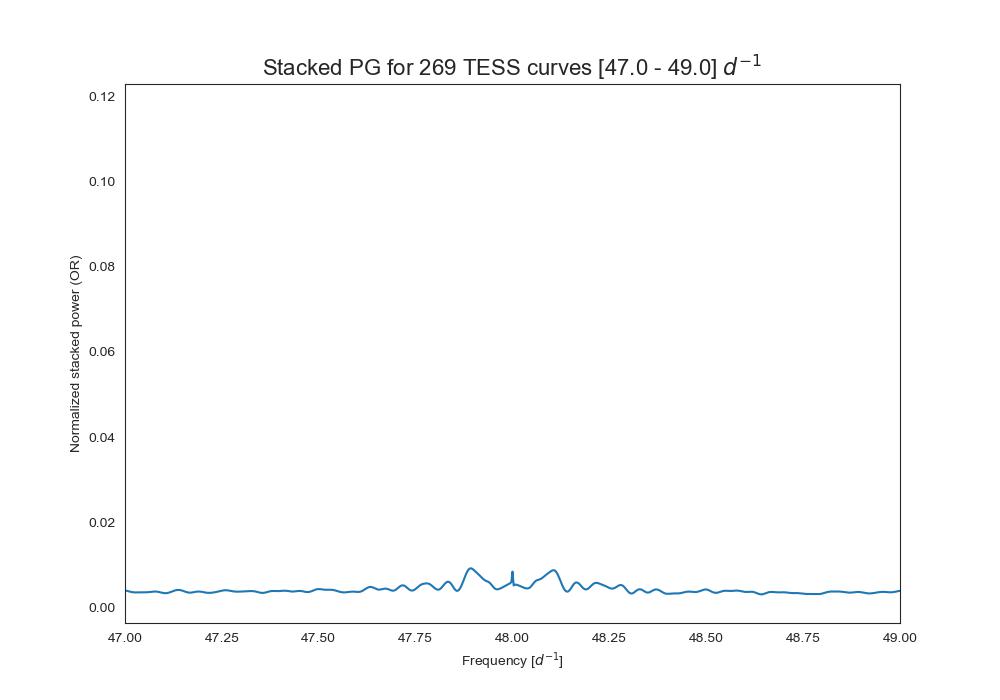 Stacked PG for 269 TESS curves [47.0 - 49.0] d⁻¹
0.12
0.10
0.08
0.06
0.04
0.02
0.00
Normalized stacked power (OR)
47.00 47.25 47.50 47.75 48.00 48.25 48.50 48.75 49.00
Frequency [d⁻¹]